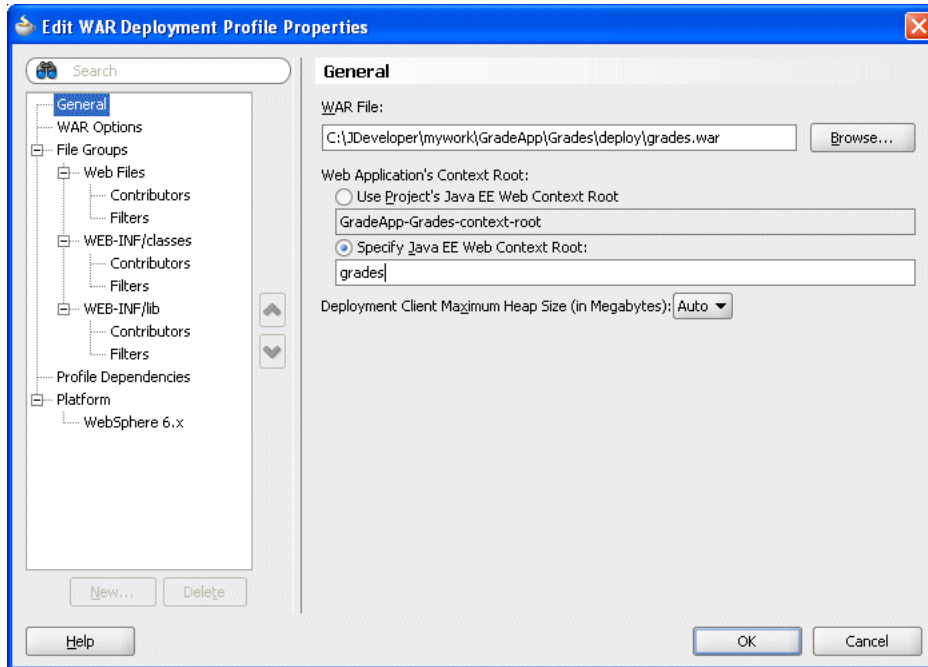 Edit WAR Deployment Profile Properties
Search
General
WAR Options
File Groups
Web Files
Contributors
Filters
WEB-INF/classes
Contributors
Filters
WEB-INF/lib
Contributors
Filters
Profile Dependencies
Platform
WebSphere 6.x
New...
Delete
General
WAR File:
C:\JDeveloper\mywork\GradeApp\Grades\deploy\grades.war
Browse...
Web Application's Context Root:
Use Project's Java EE Web Context Root
GradeApp-Grades-context-root
Specify Java EE Web Context Root:
grades
Deployment Client Maximum Heap Size (in Megabytes): Auto
Help
OK
Cancel